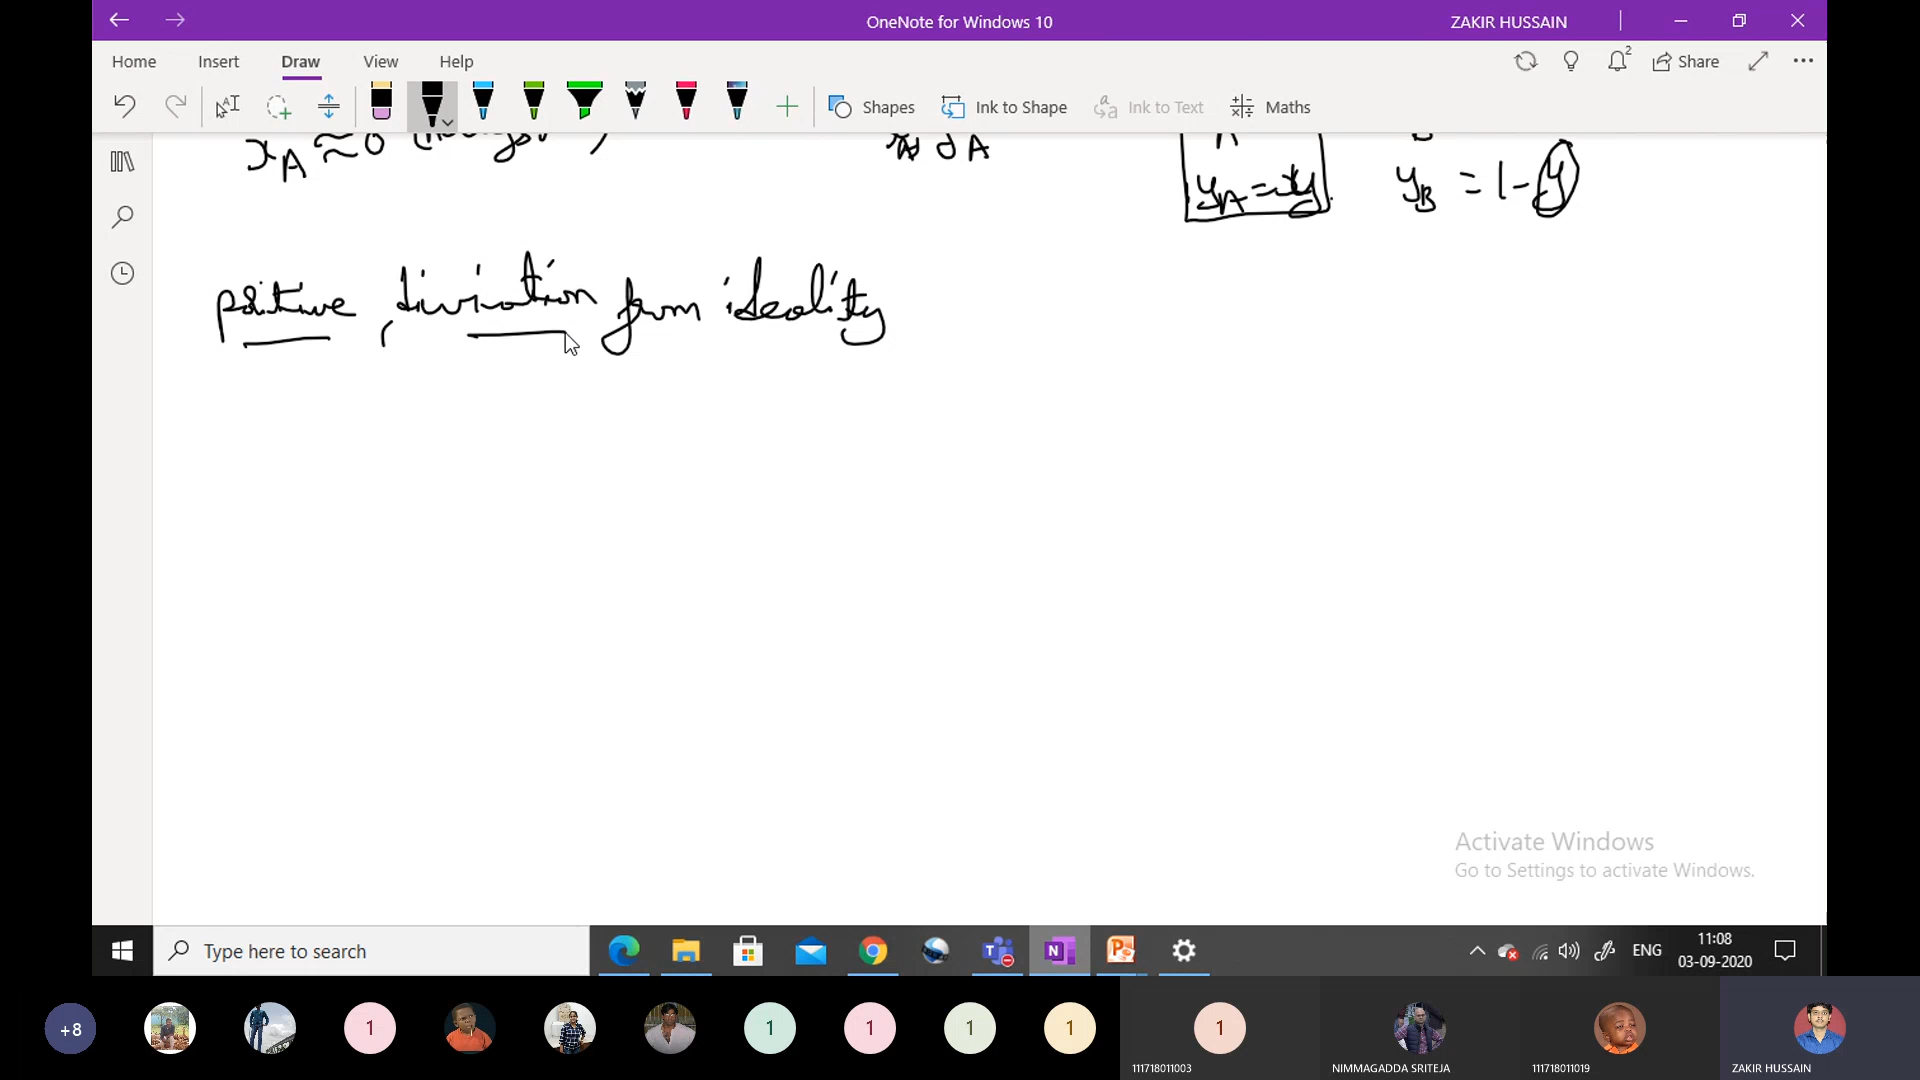 OneNote for Windows 10
ZAKIR HUSSAIN
Home Insert Draw View Help
2
Share
Shapes
Ink to Shape
Ink to Text
Maths
x_A ≈ 0
y_A = y
y_B = 1 - y
positive diviation from ideality
Activate Windows
Go to Settings to activate Windows.
Type here to search
ENG
11:08
03-09-2020
+8
1
1
1
1
1
1
111718011003
NIMMAGADDA SRITEJA
111718011019
ZAKIR HUSSAIN